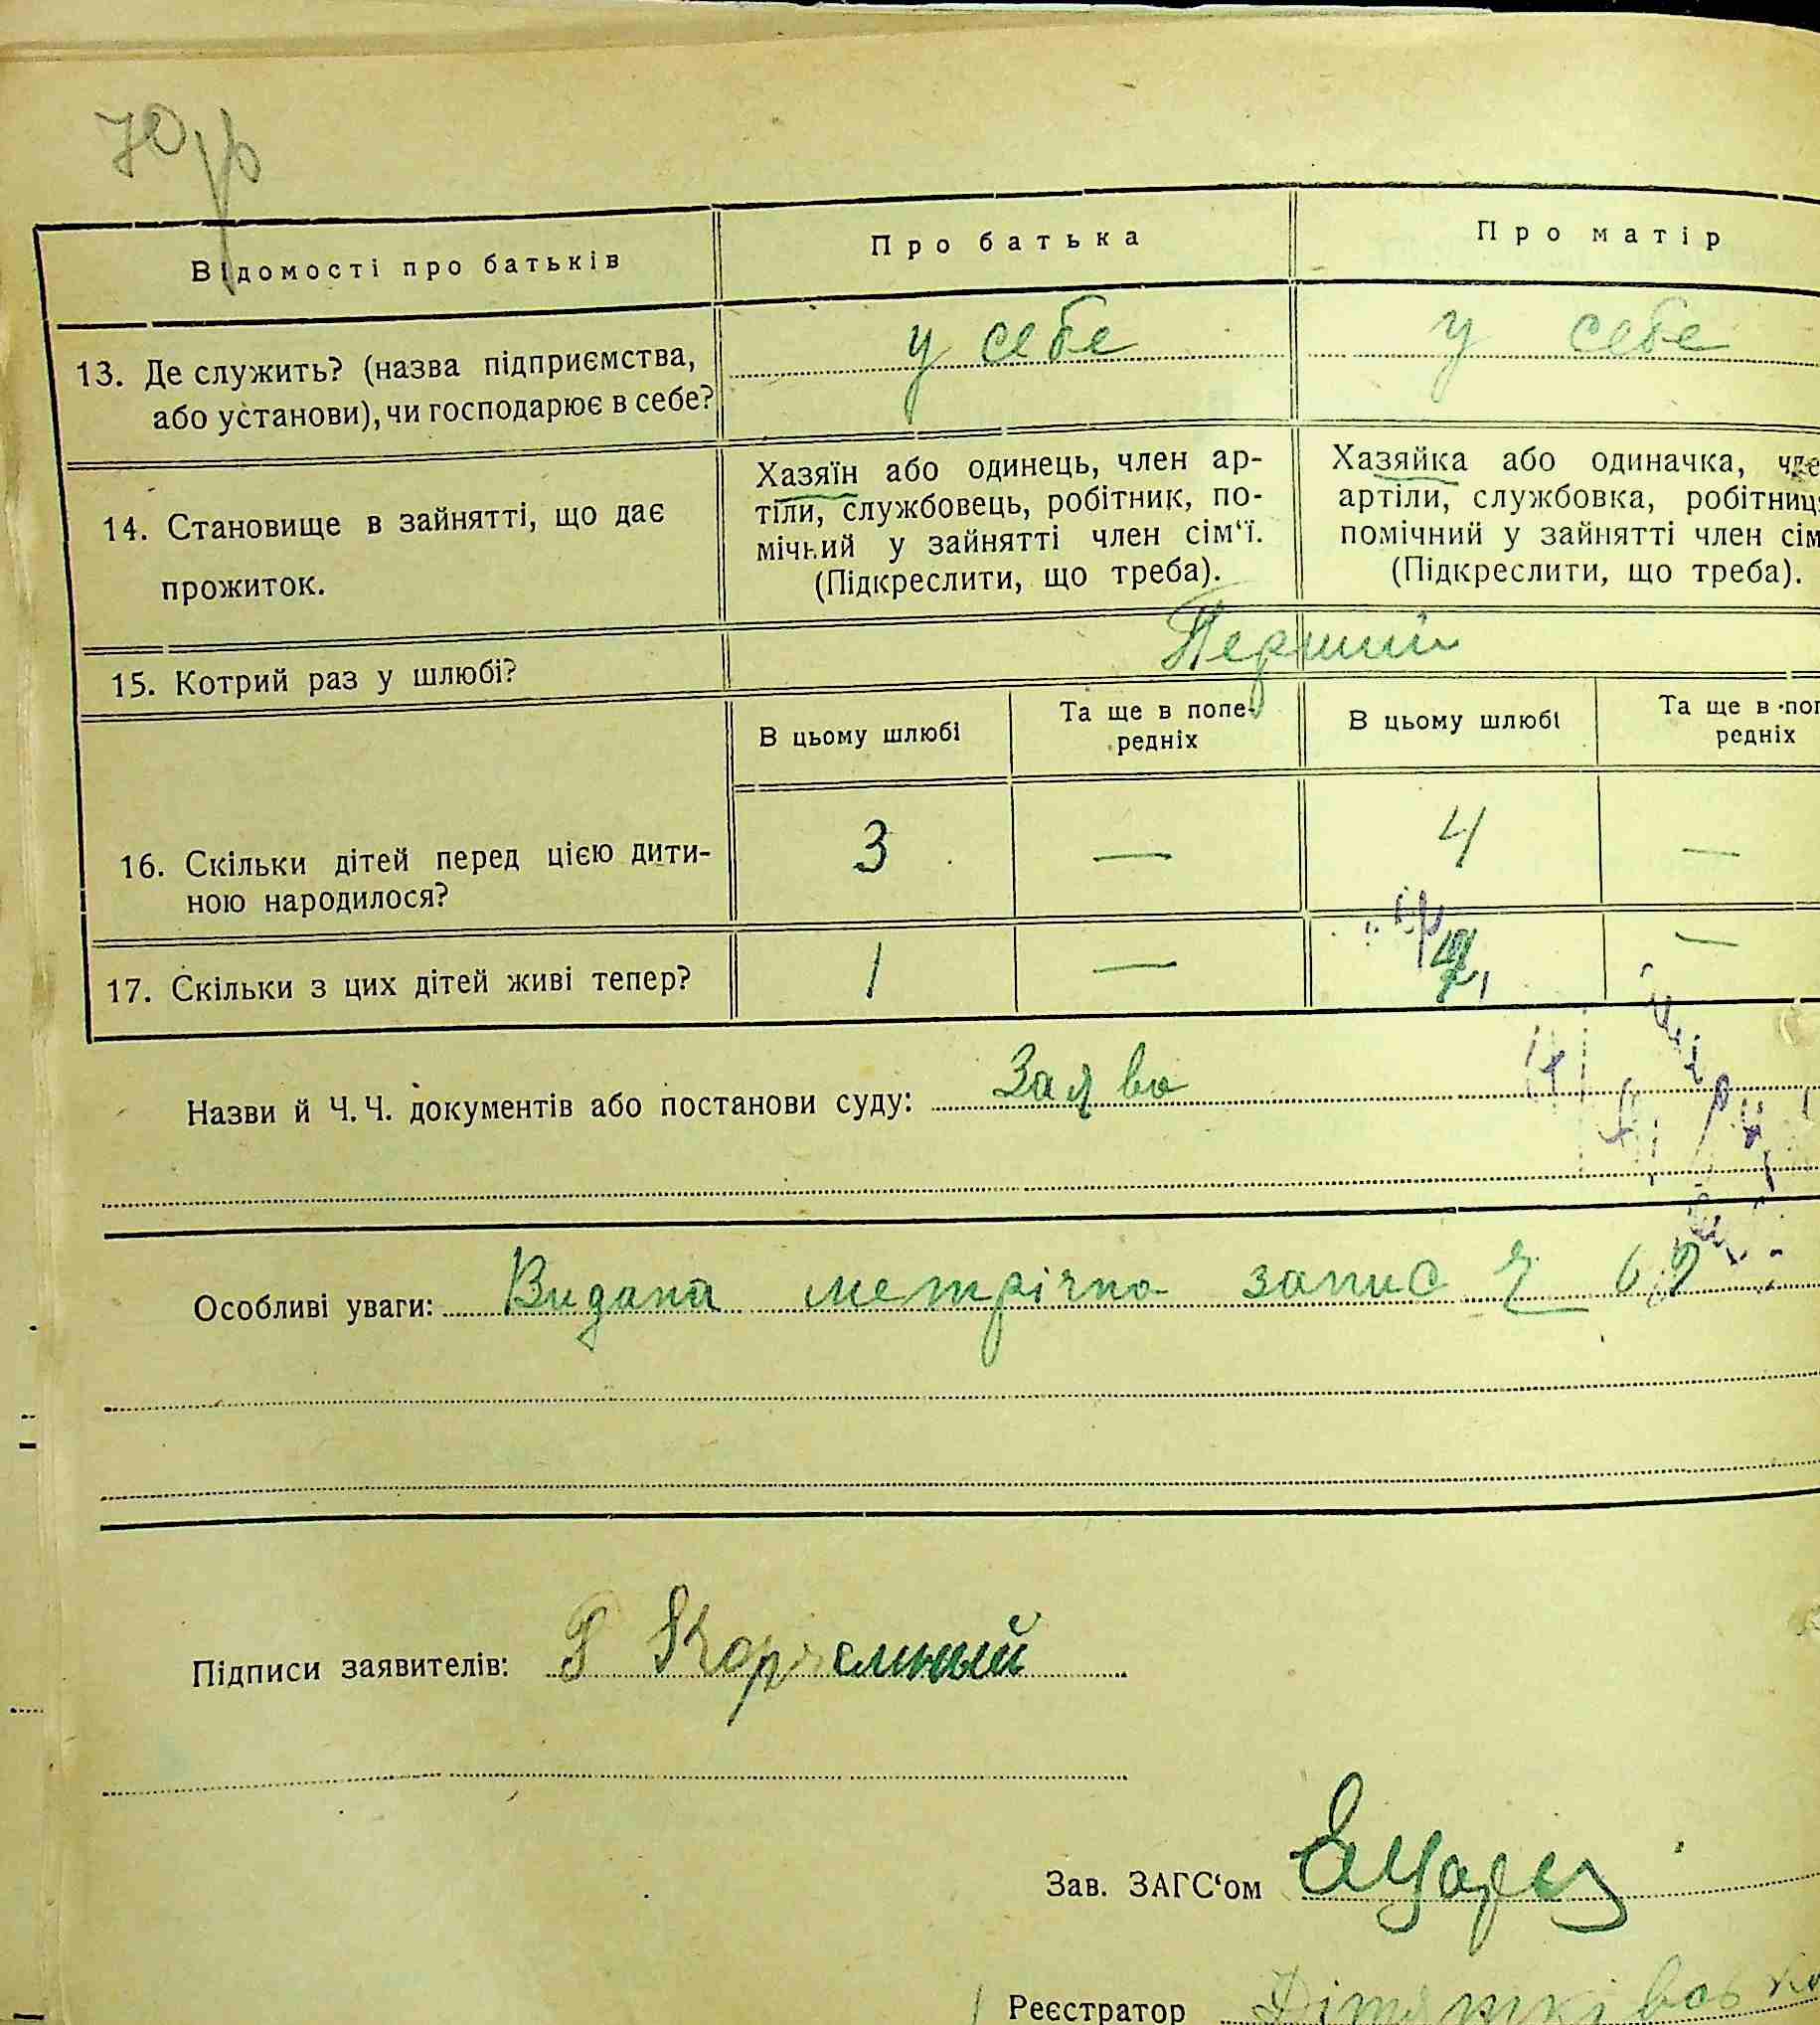 Відомості про батьків
Про батька
Про матір
13. Де служить? (назва підприємства,
або установи), чи господарює в себе?
у себе
у себе
14. Становище в зайнятті, що дає
прожиток.
Хазяїн або одинець, член ар-
тіли, службовець, робітник, по-
мічний у зайнятті член сім‘ї.
(Підкреслити, що треба).
Хазяйка або одиначка,
артіли, службовка,
помічний у зайнятті член
(Підкреслити, що треба).
15. Котрий раз у шлюбі?
Перший
В цьому шлюбі
Та ще в попе-
редніх
В цьому шлюбі
Та ще в
редніх
16. Скільки дітей перед цією дити-
ною народилося?
3 — 4 —
17. Скільки з цих дітей живі тепер?
1 — —
Назви й Ч. Ч. документів або постанови суду: Заява
Особливі уваги: Видана метрічна запис Ч
Підписи заявителів:
Зав. ЗАГС‘ом
Реєстратор